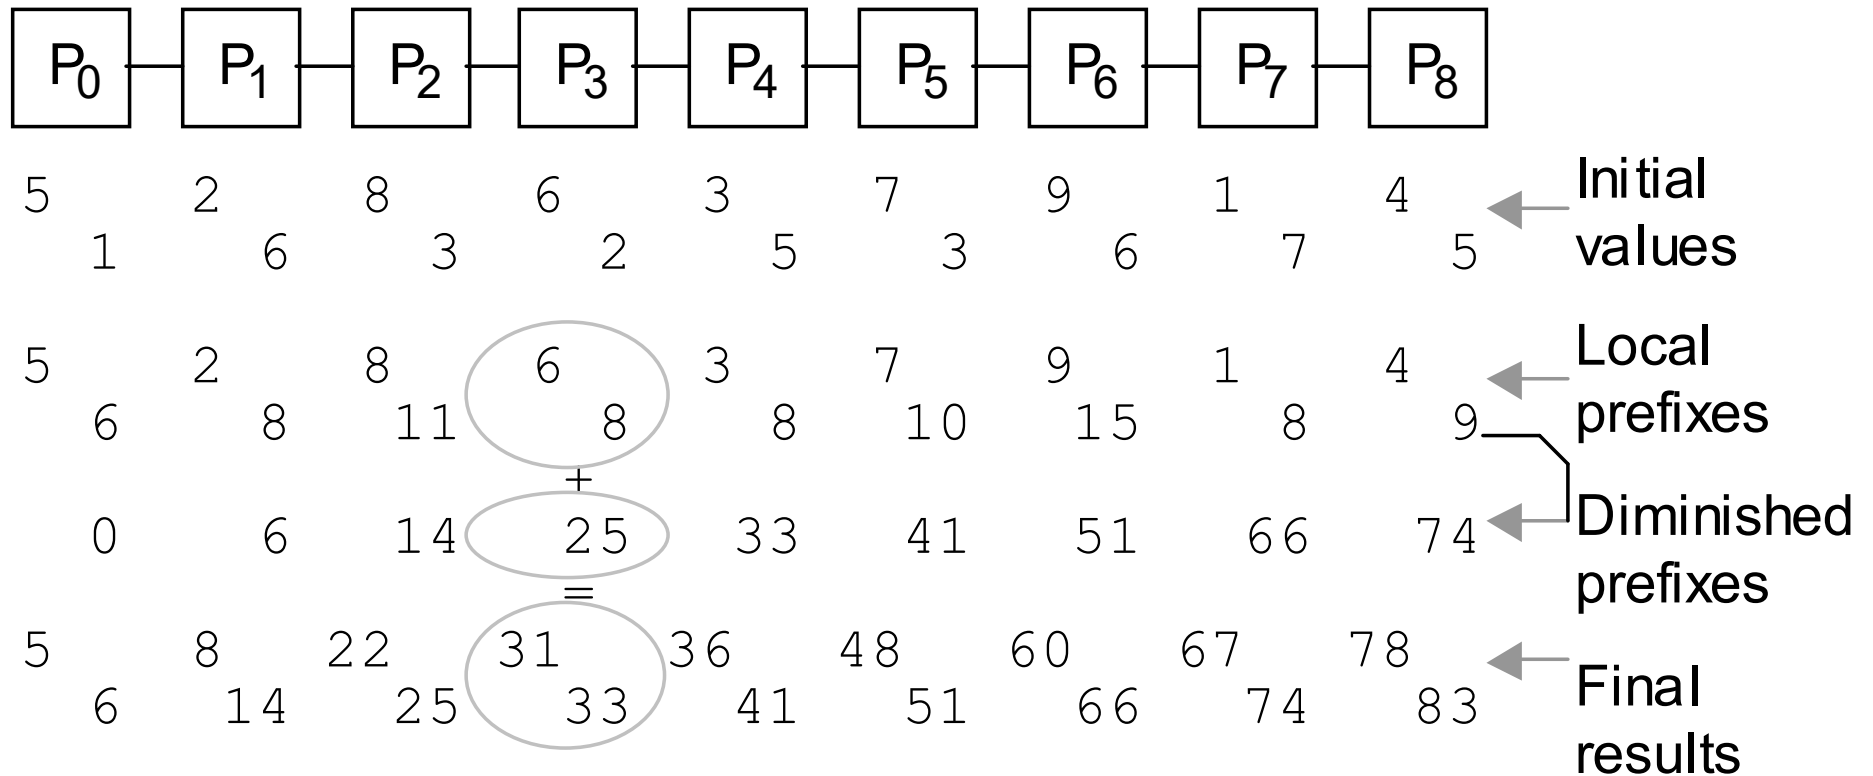 P0 P1 P2 P3 P4 P5 P6 P7 P8
5 2 8 6 3 7 9 1 4 Initial
1 6 3 2 5 3 6 7 5 values
5 2 8 6 3 7 9 1 4 Local
6 8 11 8 8 10 15 8 9 prefixes
+
0 6 14 25 33 41 51 66 74 Diminished
= prefixes
5 8 22 31 36 48 60 67 78
6 14 25 33 41 51 66 74 83 Final
results